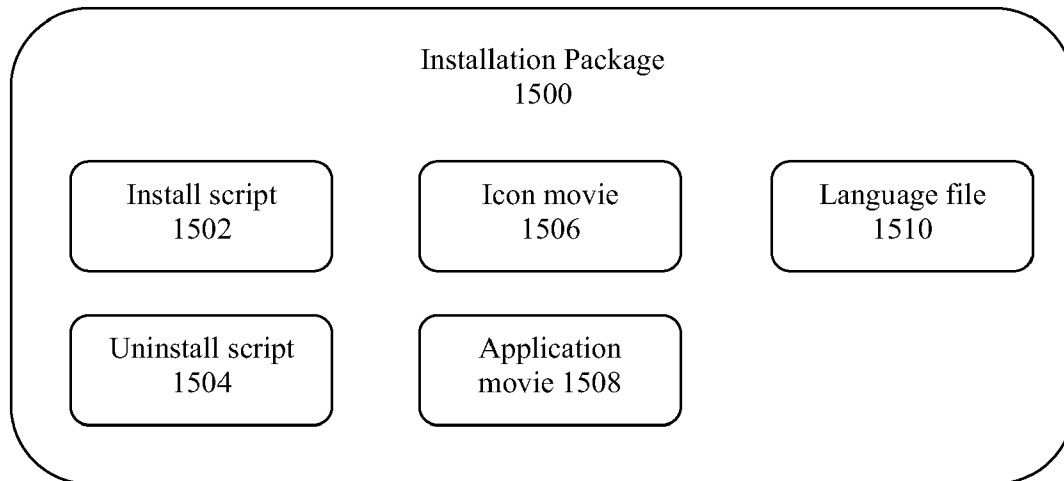 Installation Package
1500
Install script
1502
Icon movie
1506
Language file
1510
Uninstall script
1504
Application
movie 1508